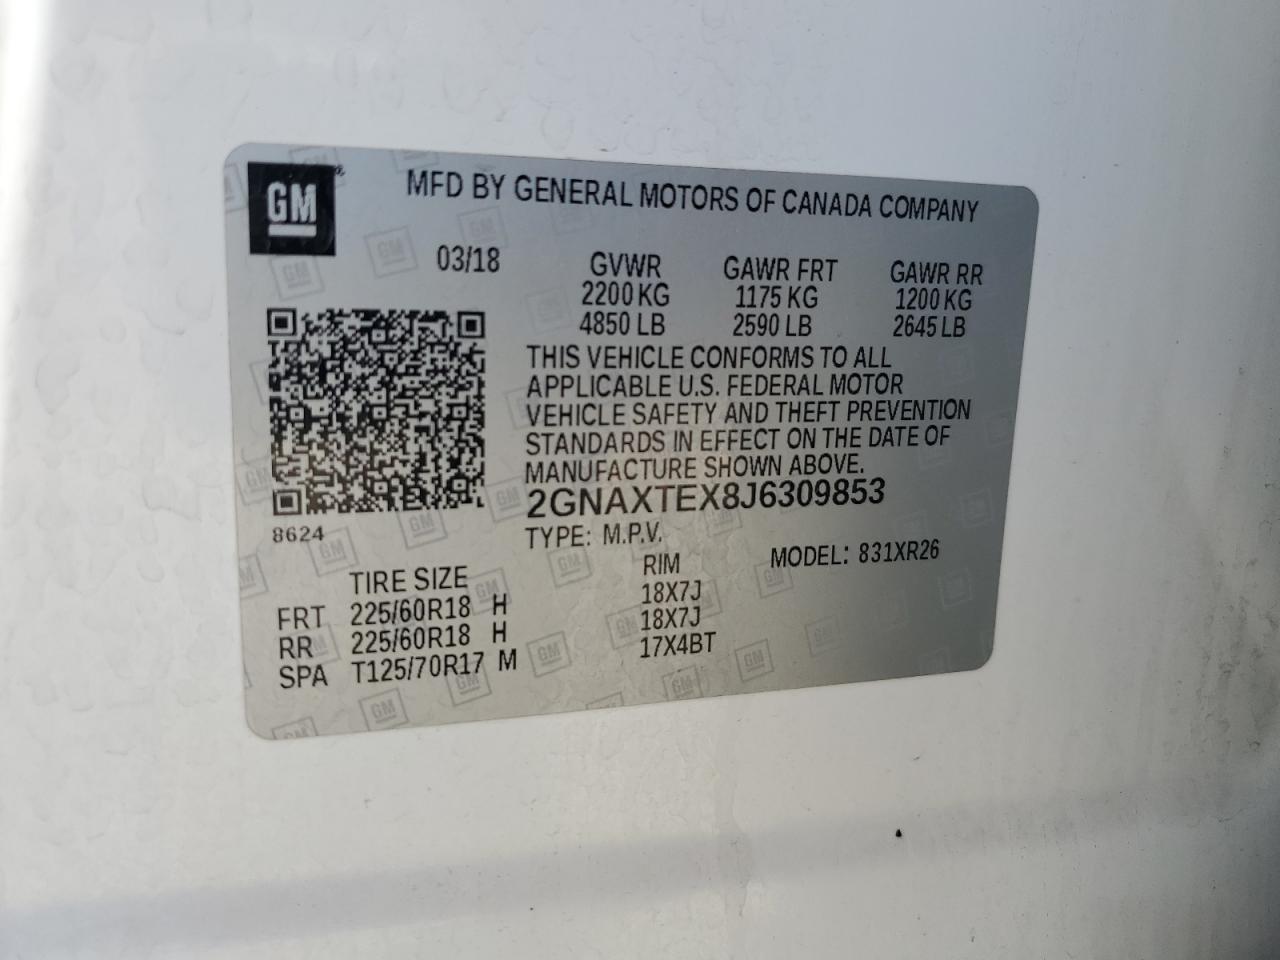 GM
MFD BY GENERAL MOTORS OF CANADA COMPANY
03/18
GVWR GAWR FRT GAWR RR
2200 KG 1175 KG 1200 KG
4850 LB 2590 LB 2645 LB
THIS VEHICLE CONFORMS TO ALL
APPLICABLE U.S. FEDERAL MOTOR
VEHICLE SAFETY AND THEFT PREVENTION
STANDARDS IN EFFECT ON THE DATE OF
MANUFACTURE SHOWN ABOVE.
2GNAXTEX8J6309853
8624
TYPE: M.P.V. MODEL: 831XR26
TIRE SIZE RIM
FRT 225/60R18 H 18X7J
RR 225/60R18 H 18X7J
SPA T125/70R17 M 17X4BT